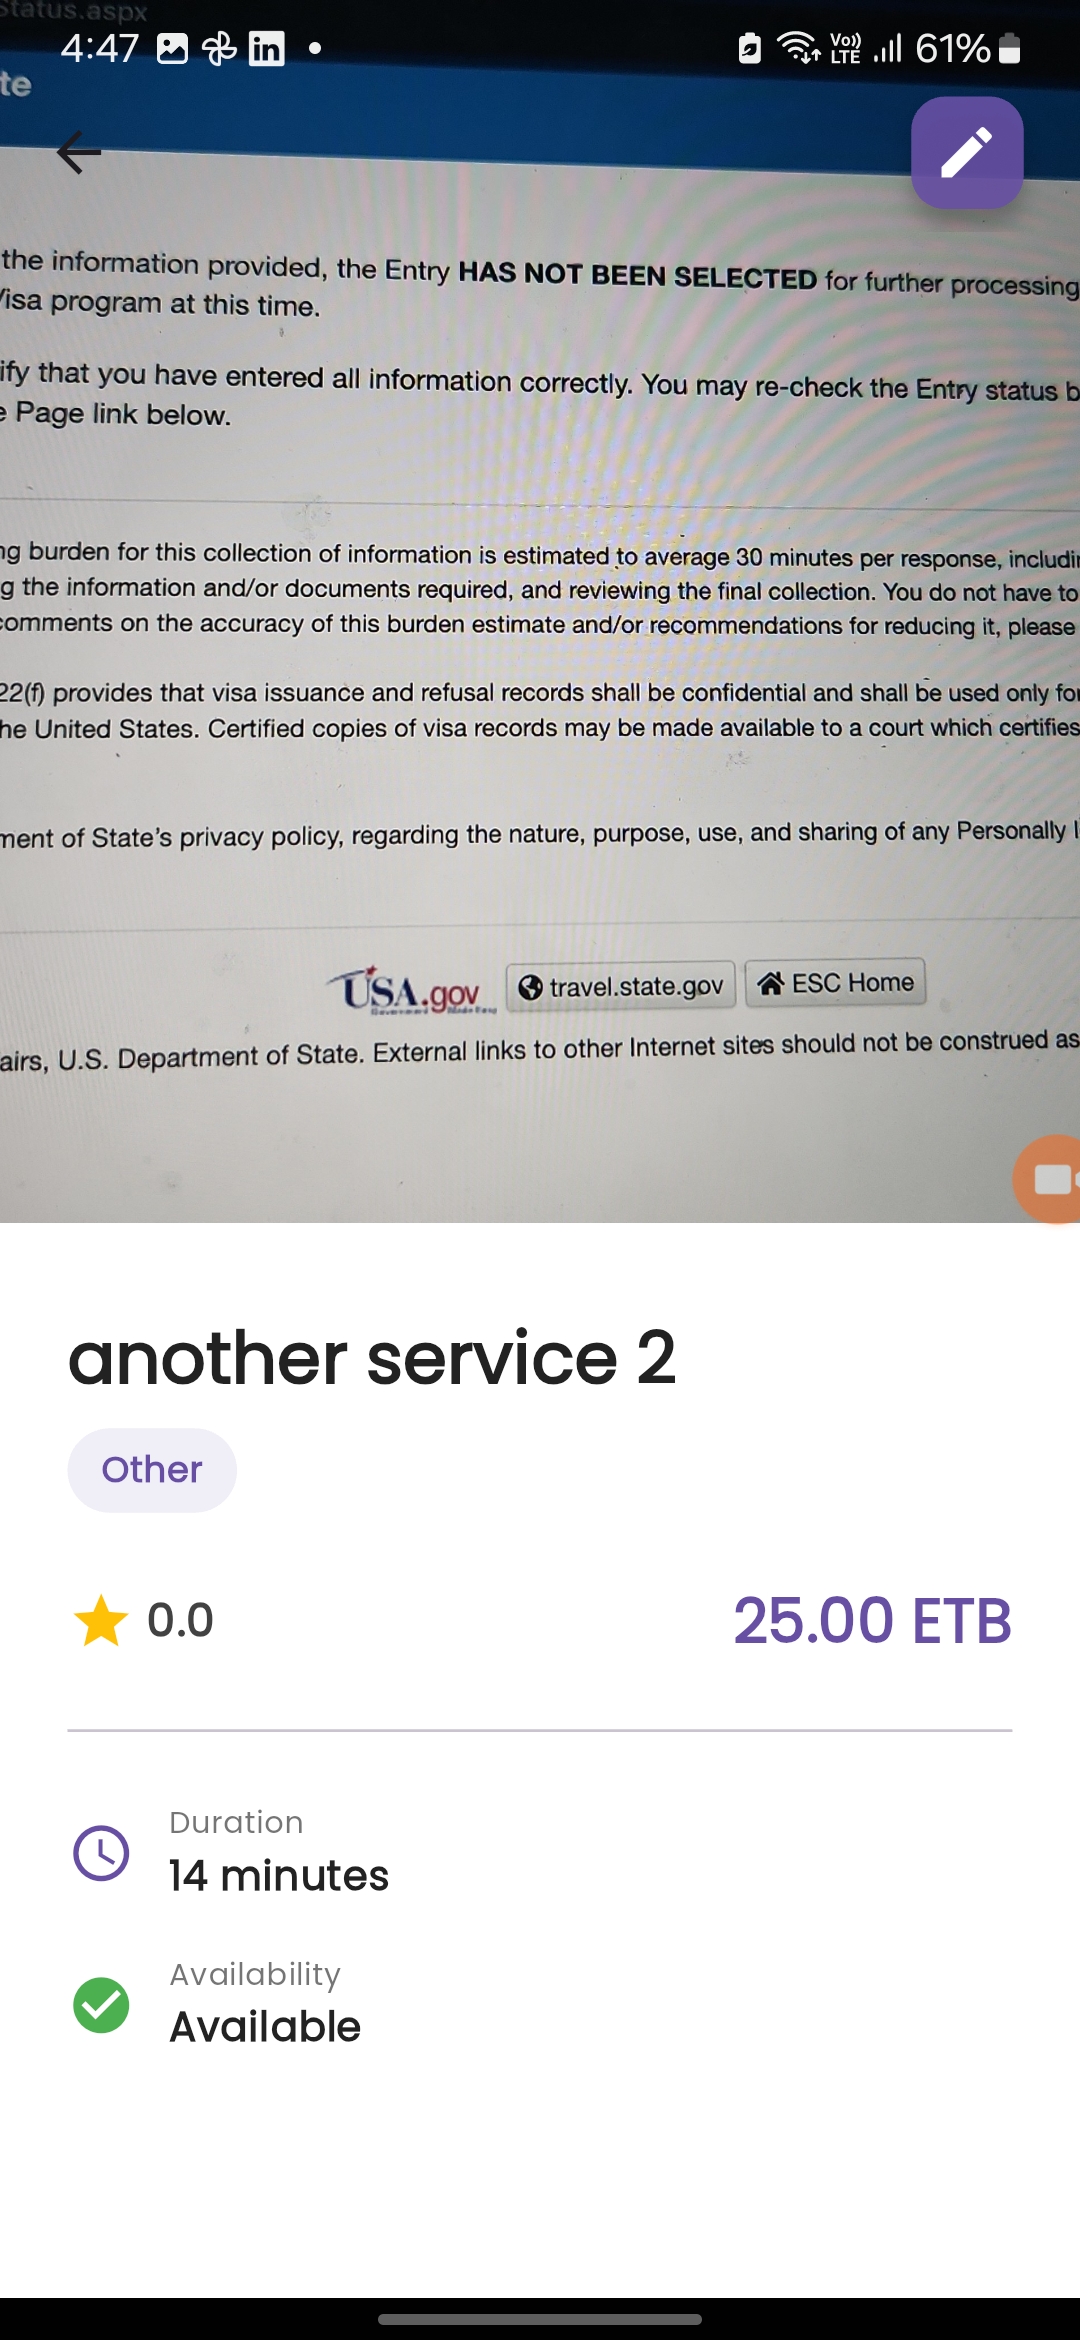 Status.aspx
4:47
in
Vo))
LTE
61%
te
the information provided, the Entry HAS NOT BEEN SELECTED for further processing
Visa program at this time.
ify that you have entered all information correctly. You may re-check the Entry status b
e Page link below.
ng burden for this collection of information is estimated to average 30 minutes per response, includin
g the information and/or documents required, and reviewing the final collection. You do not have to
comments on the accuracy of this burden estimate and/or recommendations for reducing it, please
22(f) provides that visa issuance and refusal records shall be confidential and shall be used only for
he United States. Certified copies of visa records may be made available to a court which certifies
ment of State's privacy policy, regarding the nature, purpose, use, and sharing of any Personally I
USA.gov
travel.state.gov
ESC Home
airs, U.S. Department of State. External links to other Internet sites should not be construed as
another service 2
Other
0.0
25.00 ETB
Duration
14 minutes
Availability
Available